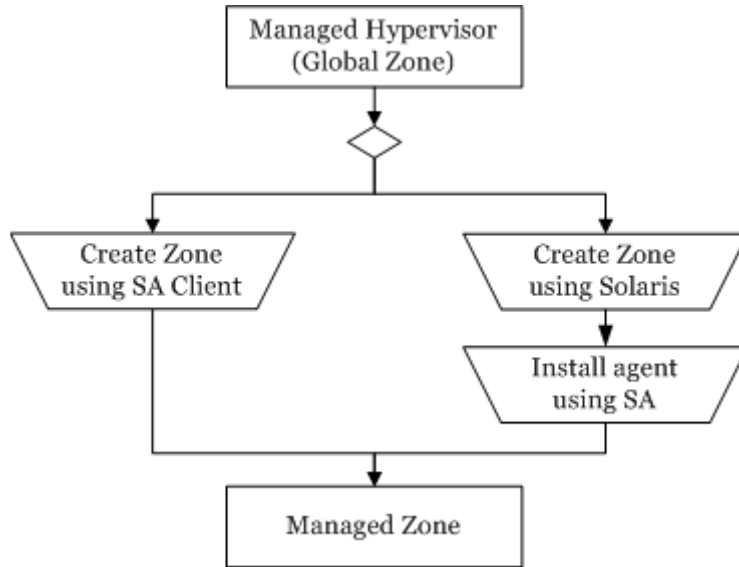 Managed Hypervisor
(Global Zone)
Create Zone
using SA Client
Create Zone
using Solaris
Install agent
using SA
Managed Zone